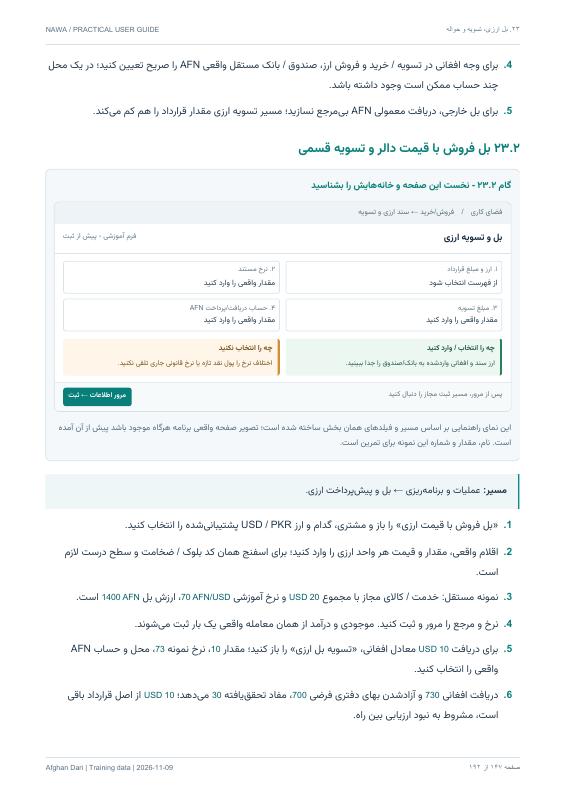 ۲۳. بل ارزی، تسویه و حواله
NAWA / PRACTICAL USER GUIDE
4. برای وجه افغانی در تسویه / خرید و فروش ارز، صندوق / بانک مستقل واقعی AFN را صریح تعیین کنید؛ در یک محل
چند حساب ممکن است وجود داشته باشد.
5. برای بل خارجی، دریافت معمولی AFN بی‌مرجع نسازید؛ مسیر تسویه ارزی مقدار قرارداد را هم کم می‌کند.
۲۳.۲ بل فروش با قیمت دالر و تسویه قسمی
گام ۲۳.۲ - نخست این صفحه و خانه‌هایش را بشناسید
فضای کاری / فروش/خرید ← سند ارزی و تسویه
بل و تسویه ارزی
فرم آموزشی - پیش از ثبت
۱. ارز و مبلغ قرارداد
از فهرست انتخاب شود
۲. نرخ مستند
مقدار واقعی را وارد کنید
۳. مبلغ تسویه
مقدار واقعی را وارد کنید
۴. حساب دریافت/پرداخت AFN
مقدار واقعی را وارد کنید
چه را انتخاب / وارد کنید
ارز سند و افغانی واردشده به بانک/صندوق را جدا ببینید.
چه را انتخاب نکنید
اختلاف نرخ را پول نقد تازه یا نرخ قانونی جاری تلقی نکنید.
پس از مرور، مسیر ثبت مجاز را دنبال کنید
مرور اطلاعات ← ثبت
این نمای راهنمایی بر اساس مسیر و فیلدهای همان بخش ساخته شده است؛ تصویر صفحه واقعی برنامه هرگاه موجود باشد پیش از آن آمده
است. نام، مقدار و شماره این نمونه برای تمرین است.
مسیر: عملیات و برنامه‌ریزی ← بل و پیش‌پرداخت ارزی.
1. «بل فروش با قیمت ارزی» را باز و مشتری، گدام و ارز USD / PKR پشتیبانی‌شده را انتخاب کنید.
2. اقلام واقعی، مقدار و قیمت هر واحد ارزی را وارد کنید؛ برای اسفنج همان کد بلوک / ضخامت و سطح درست لازم
است.
3. نمونه مستقل: خدمت / کالای مجاز با مجموع USD 20 و نرخ آموزشی 70 AFN/USD، ارزش بل 1400 AFN است.
4. نرخ و مرجع را مرور و ثبت کنید. موجودی و درآمد از همان معامله واقعی یک بار ثبت می‌شوند.
5. برای دریافت USD 10 معادل افغانی، «تسویه بل ارزی» را باز کنید؛ مقدار 10، نرخ نمونه 73، محل و حساب AFN
واقعی را انتخاب کنید.
6. دریافت افغانی 730 و آزادشدن بهای دفتری فرضی 700، مفاد تحقق‌یافته 30 می‌دهد؛ USD 10 از اصل قرارداد باقی
است، مشروط به نبود ارزیابی بین راه.
صفحه ۱۴۷ از ۱۹۲
Afghan Dari | Training data | 2026-11-09